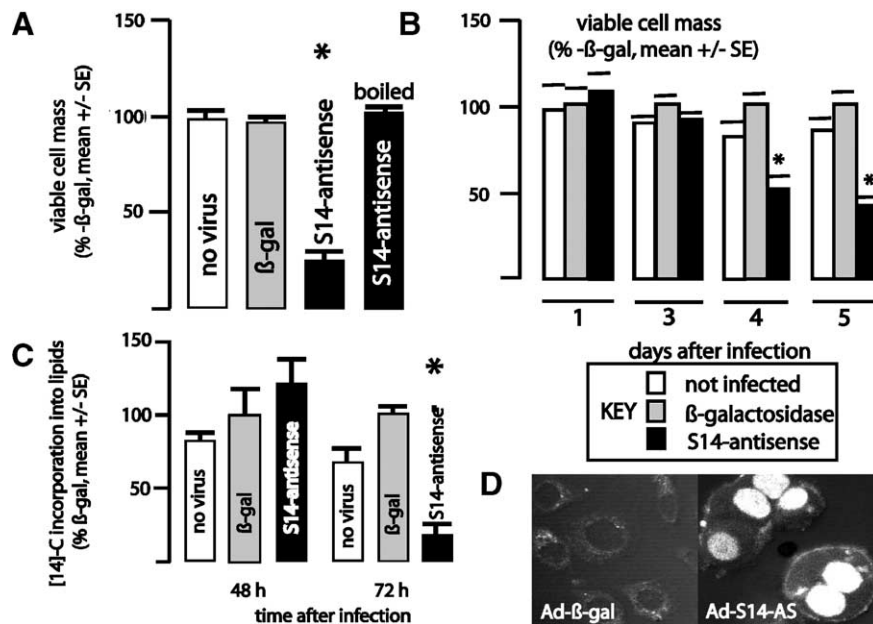 A
viable cell mass
(% -ß-gal, mean +/- SE)
150
100
50
no virus
ß-gal
*
S14-antisense
boiled
S14-antisense
B
viable cell mass
(% -ß-gal, mean +/- SE)
150
100
50
*
*
1
3
4
5
days after infection
KEY
not infected
ß-galactosidase
S14-antisense
C
[14]-C incorporation into lipids
(% ß-gal, mean +/- SE)
150
100
50
no virus
ß-gal
S14-antisense
no virus
ß-gal
*
S14-antisense
48 h
72 h
time after infection
D
Ad-ß-gal
Ad-S14-AS